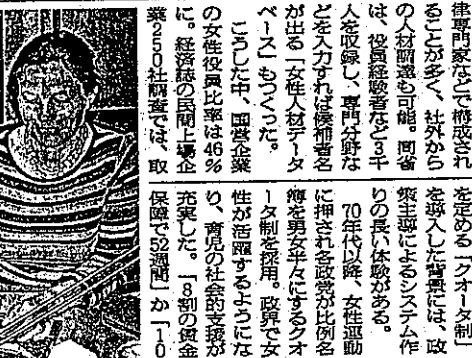 律専門家などで構成され
ることが多く、社外から
の人材調達も可能。同省
は、役員経験者など3千
人を収録し、専門分野な
どを入力すれば候補者名
が出る「女性人材データ
ベース」もつくった。
こうした中、国営企業
の女性役員比率は46%
に。経済誌の民間上場企
業250社調査では、取
を定める「クオータ制」
を導入した背景には、政
策主導によるシステム作
りの長い体験がある。
70年代以降、女性運動
に押され各政党が比例名
簿を男女半々にするクオ
ータ制を採用。政界で女
性が活躍するようにな
り、育児の社会的支援が
充実した。「8割の賃金
保障で52週間」か「10